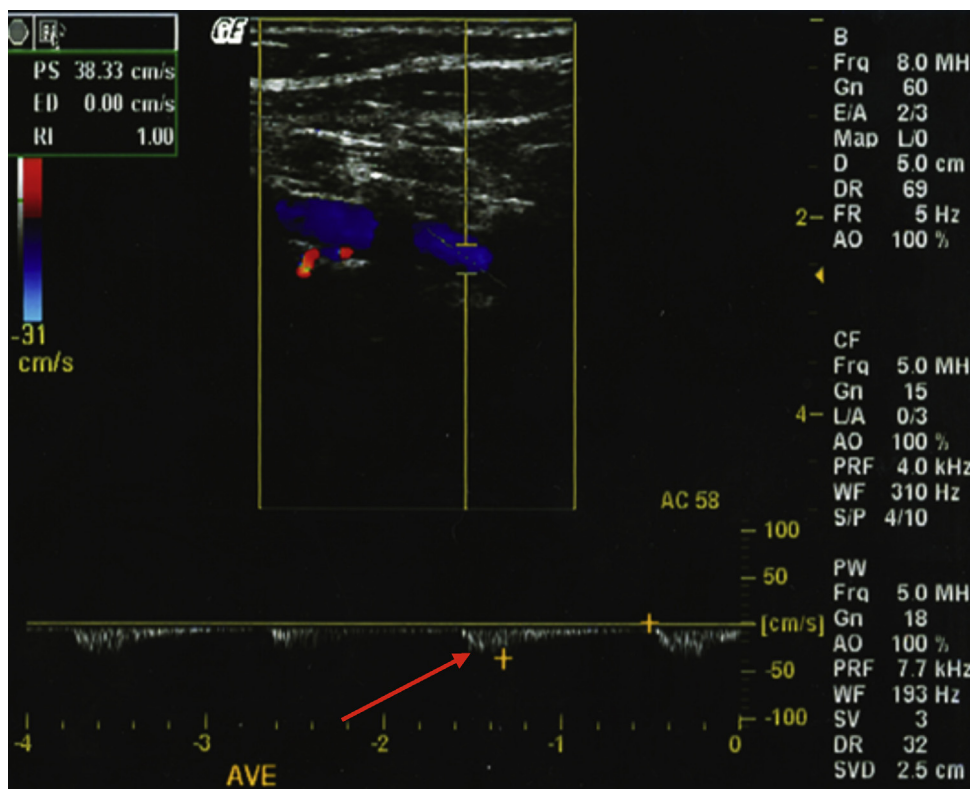 GE
PS 38.33 cm/s
ED 0.00 cm/s
RI 1.00
-31
cm/s
2
4
AC 58
100
50
[cm/s]
-50
-100
-4 -3 -2 -1 0
AVE
B
Frq 8.0 MH
Gn 60
E/A 2/3
Map L/0
D 5.0 cm
DR 69
FR 5 Hz
AO 100 %
CF
Frq 5.0 MH
Gn 15
L/A 0/3
AO 100 %
PRF 4.0 kHz
WF 310 Hz
S/P 4/10
PW
Frq 5.0 MH
Gn 18
AO 100 %
PRF 7.7 kHz
WF 193 Hz
SV 3
DR 32
SVD 2.5 cm